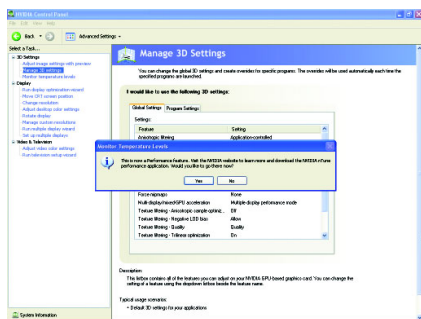 NVIDIA Control Panel
File Edit View Help
Back
Advanced Settings
Select a Task...
3D Settings
Adjust image settings with preview
Manage 3D settings
Monitor temperature levels
Display
Run display optimization wizard
Move CRT screen position
Change resolution
Adjust desktop color settings
Rotate display
Manage custom resolutions
Run multiple display wizard
Set up multiple displays
Video & Television
Adjust video color settings
Run television setup wizard
System Information
Manage 3D Settings
You can change the global 3D settings and create overrides for specific programs. The overrides will be used automatically each time the
specified programs are launched.
I would like to use the following 3D settings:
Global Settings
Program Settings
Settings:
Feature Setting
Anisotropic filtering Application-controlled
Monitor Temperature Levels
This is now a Performance feature. Visit the NVIDIA website to learn more and download the NVIDIA nTune
performance application. Would you like to go there now?
Yes
No
Force mipmaps None
Multi-display/mixed-GPU acceleration Multiple display performance mode
Texture filtering - Anisotropic sample optimiz... Off
Texture filtering - Negative LOD bias Allow
Texture filtering - Quality Quality
Texture filtering - Trilinear optimization On
Description:
This listbox contains all of the features you can adjust on your NVIDIA GPU-based graphics card. You can change the
setting of a feature using the dropdown listbox beside the feature name.
Typical usage scenarios:
• Default 3D settings for your applications